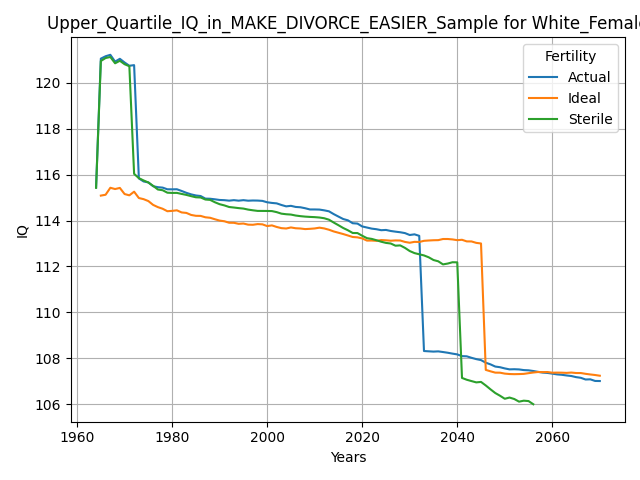 Upper_Quartile_IQ_in_MAKE_DIVORCE_EASIER_Sample for White_Female
Fertility
Actual
Ideal
Sterile
IQ
120
118
116
114
112
110
108
106
1960
1980
2000
2020
2040
2060
Years